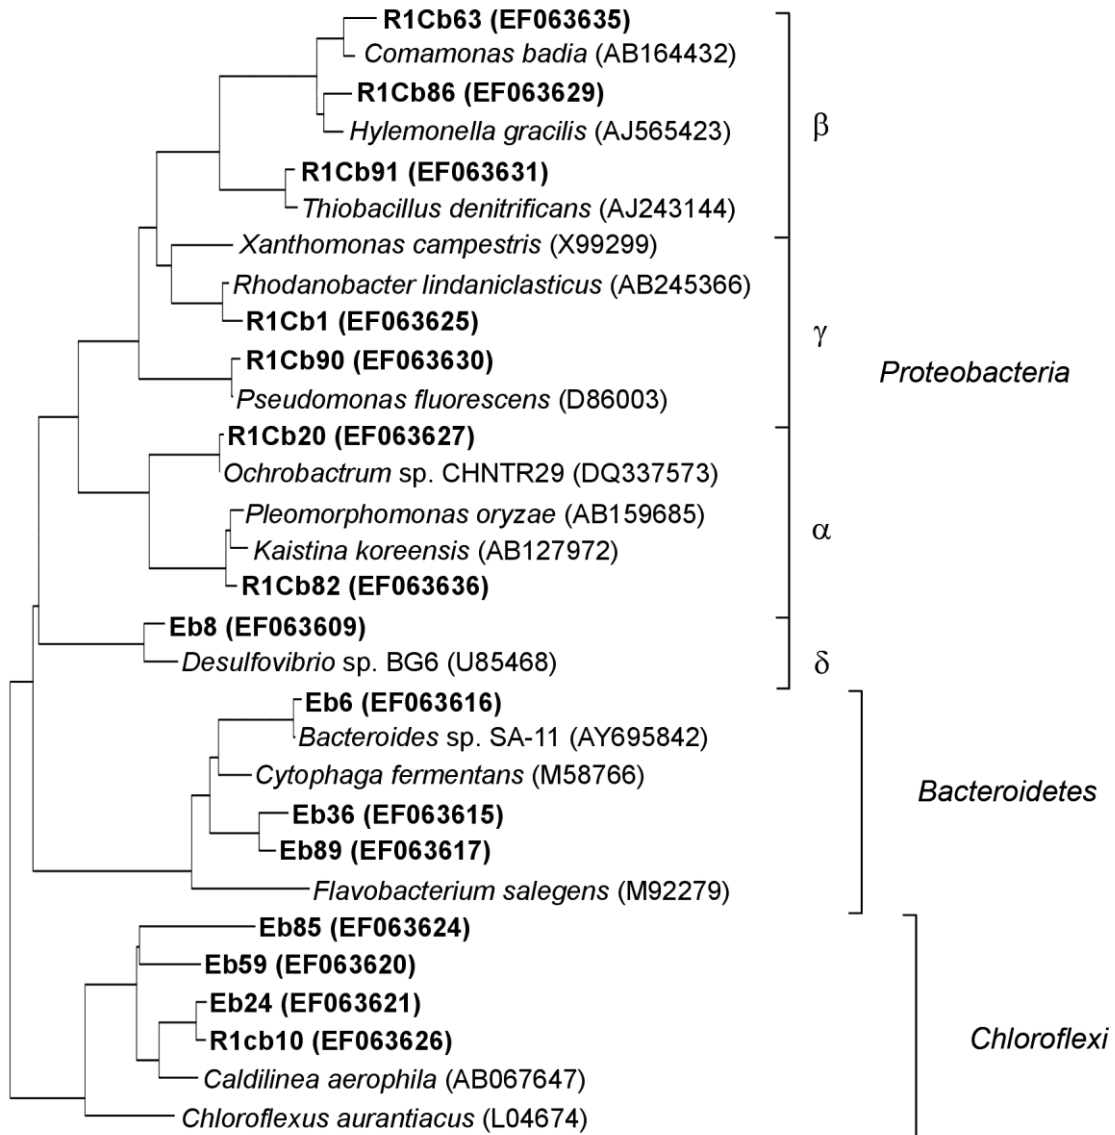 R1Cb63 (EF063635)
Comamonas badia (AB164432)
R1Cb86 (EF063629)
Hylemonella gracilis (AJ565423)
β
R1Cb91 (EF063631)
Thiobacillus denitrificans (AJ243144)
Xanthomonas campestris (X99299)
Rhodanobacter lindaniclasticus (AB245366)
R1Cb1 (EF063625)
γ
R1Cb90 (EF063630)
Proteobacteria
Pseudomonas fluorescens (D86003)
R1Cb20 (EF063627)
Ochrobactrum sp. CHNTR29 (DQ337573)
Pleomorphomonas oryzae (AB159685)
α
Kaistina koreensis (AB127972)
R1Cb82 (EF063636)
Eb8 (EF063609)
Desulfovibrio sp. BG6 (U85468)
δ
Eb6 (EF063616)
Bacteroides sp. SA-11 (AY695842)
Cytophaga fermentans (M58766)
Bacteroidetes
Eb36 (EF063615)
Eb89 (EF063617)
Flavobacterium salegens (M92279)
Eb85 (EF063624)
Eb59 (EF063620)
Eb24 (EF063621)
R1cb10 (EF063626)
Chloroflexi
Caldilinea aerophila (AB067647)
Chloroflexus aurantiacus (L04674)